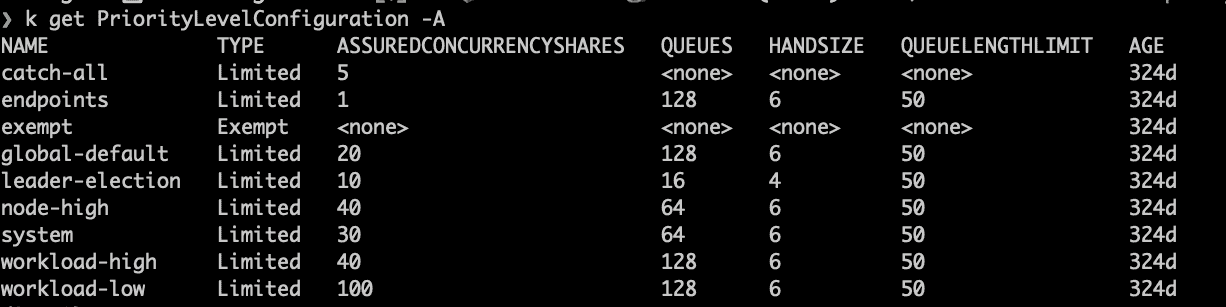 ❯ k get PriorityLevelConfiguration -A
NAME TYPE ASSUREDCONCURRENCYSHARES QUEUES HANDSIZE QUEUELENGTHLIMIT AGE
catch-all Limited 5 <none> <none> <none> 324d
endpoints Limited 1 128 6 50 324d
exempt Exempt <none> <none> <none> <none> 324d
global-default Limited 20 128 6 50 324d
leader-election Limited 10 16 4 50 324d
node-high Limited 40 64 6 50 324d
system Limited 30 64 6 50 324d
workload-high Limited 40 128 6 50 324d
workload-low Limited 100 128 6 50 324d